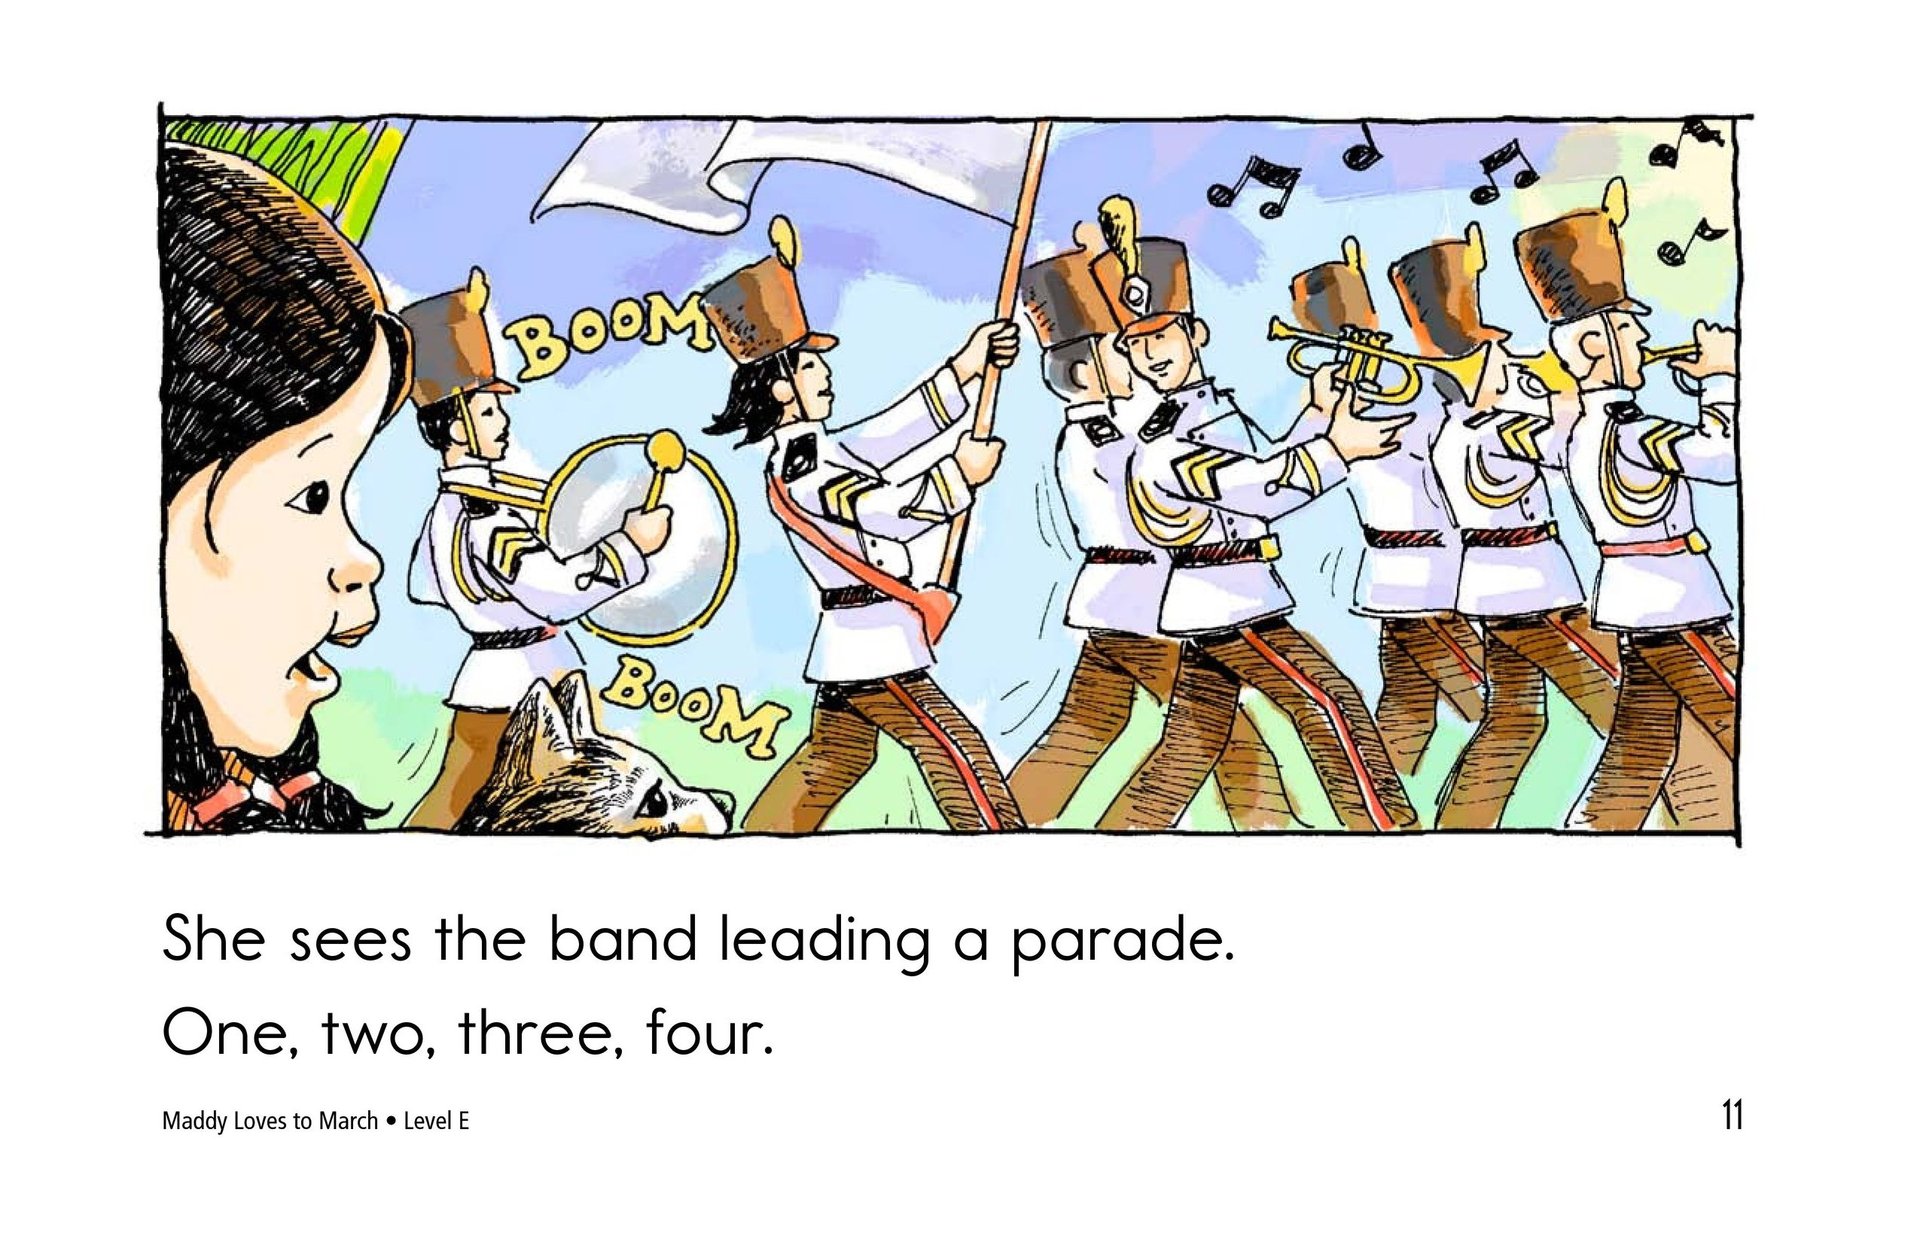 BOOM
BOOM
She sees the band leading a parade.
One, two, three, four.
Maddy Loves to March • Level E
11